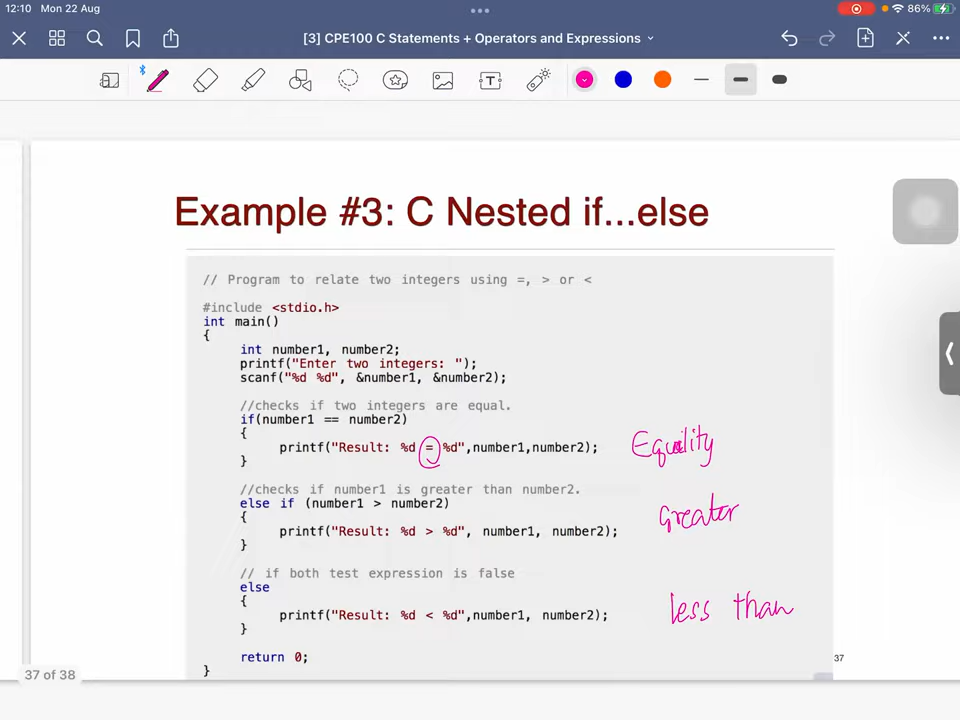 12:10 Mon 22 Aug
86%
[3] CPE100 C Statements + Operators and Expressions
Example #3: C Nested if...else
// Program to relate two integers using =, > or <
#include <stdio.h>
int main()
{
int number1, number2;
printf("Enter two integers: ");
scanf("%d %d", &number1, &number2);
//checks if two integers are equal.
if(number1 == number2)
{
printf("Result: %d = %d",number1,number2);
Equality
}
//checks if number1 is greater than number2.
else if (number1 > number2)
greater
{
printf("Result: %d > %d", number1, number2);
}
// if both test expression is false
else
{
printf("Result: %d < %d",number1, number2);
less than
}
return 0;
37
}
37 of 38